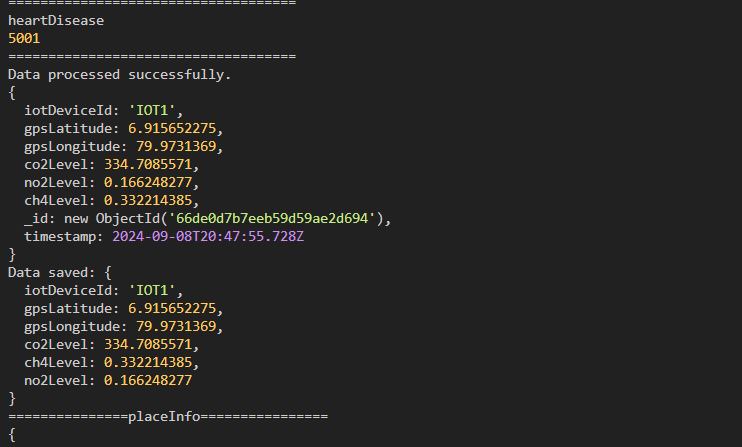 ====================================
heartDisease
5001
====================================
Data processed successfully.
{
  iotDeviceId: 'IOT1',
  gpsLatitude: 6.915652275,
  gpsLongitude: 79.9731369,
  co2Level: 334.7085571,
  no2Level: 0.166248277,
  ch4Level: 0.332214385,
  _id: new ObjectId('66de0d7b7eeb59d59ae2d694'),
  timestamp: 2024-09-08T20:47:55.728Z
}
Data saved: {
  iotDeviceId: 'IOT1',
  gpsLatitude: 6.915652275,
  gpsLongitude: 79.9731369,
  co2Level: 334.7085571,
  ch4Level: 0.332214385,
  no2Level: 0.166248277
}
===============placeInfo================
{